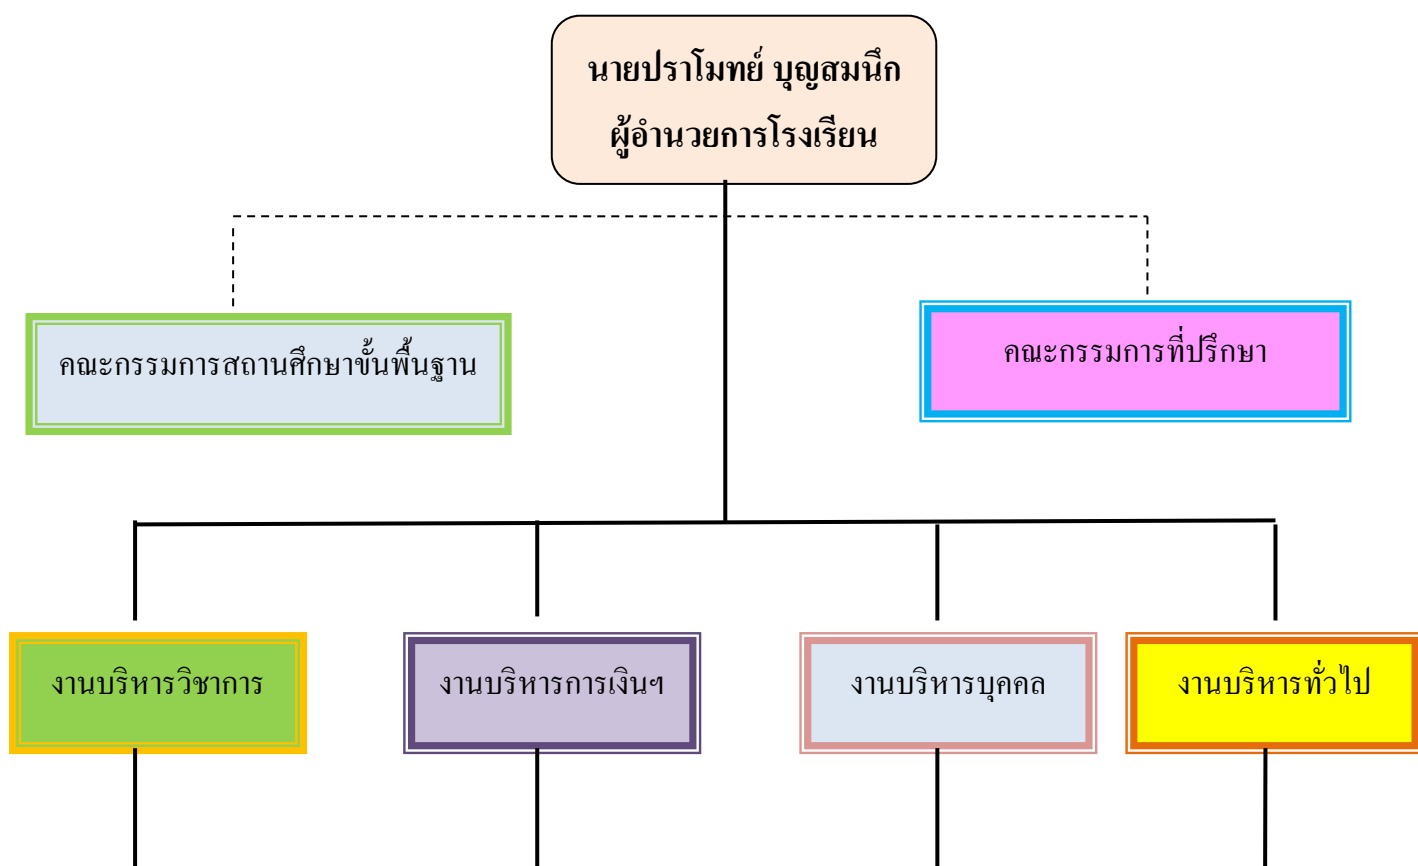 นายปราโมทย์ บุญสมนึก
ผู้อำนวยการโรงเรียน
คณะกรรมการสถานศึกษาขั้นพื้นฐาน
คณะกรรมการที่ปรึกษา
งานบริหารวิชาการ
งานบริหารการเงินฯ
งานบริหารบุคคล
งานบริหารทั่วไป